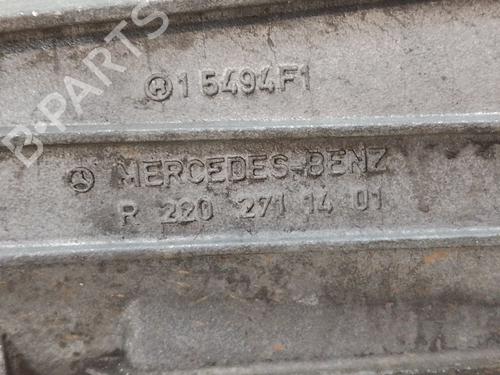 B-PARTS
15494F1
MERCEDES-BENZ
R 220 271 14 01